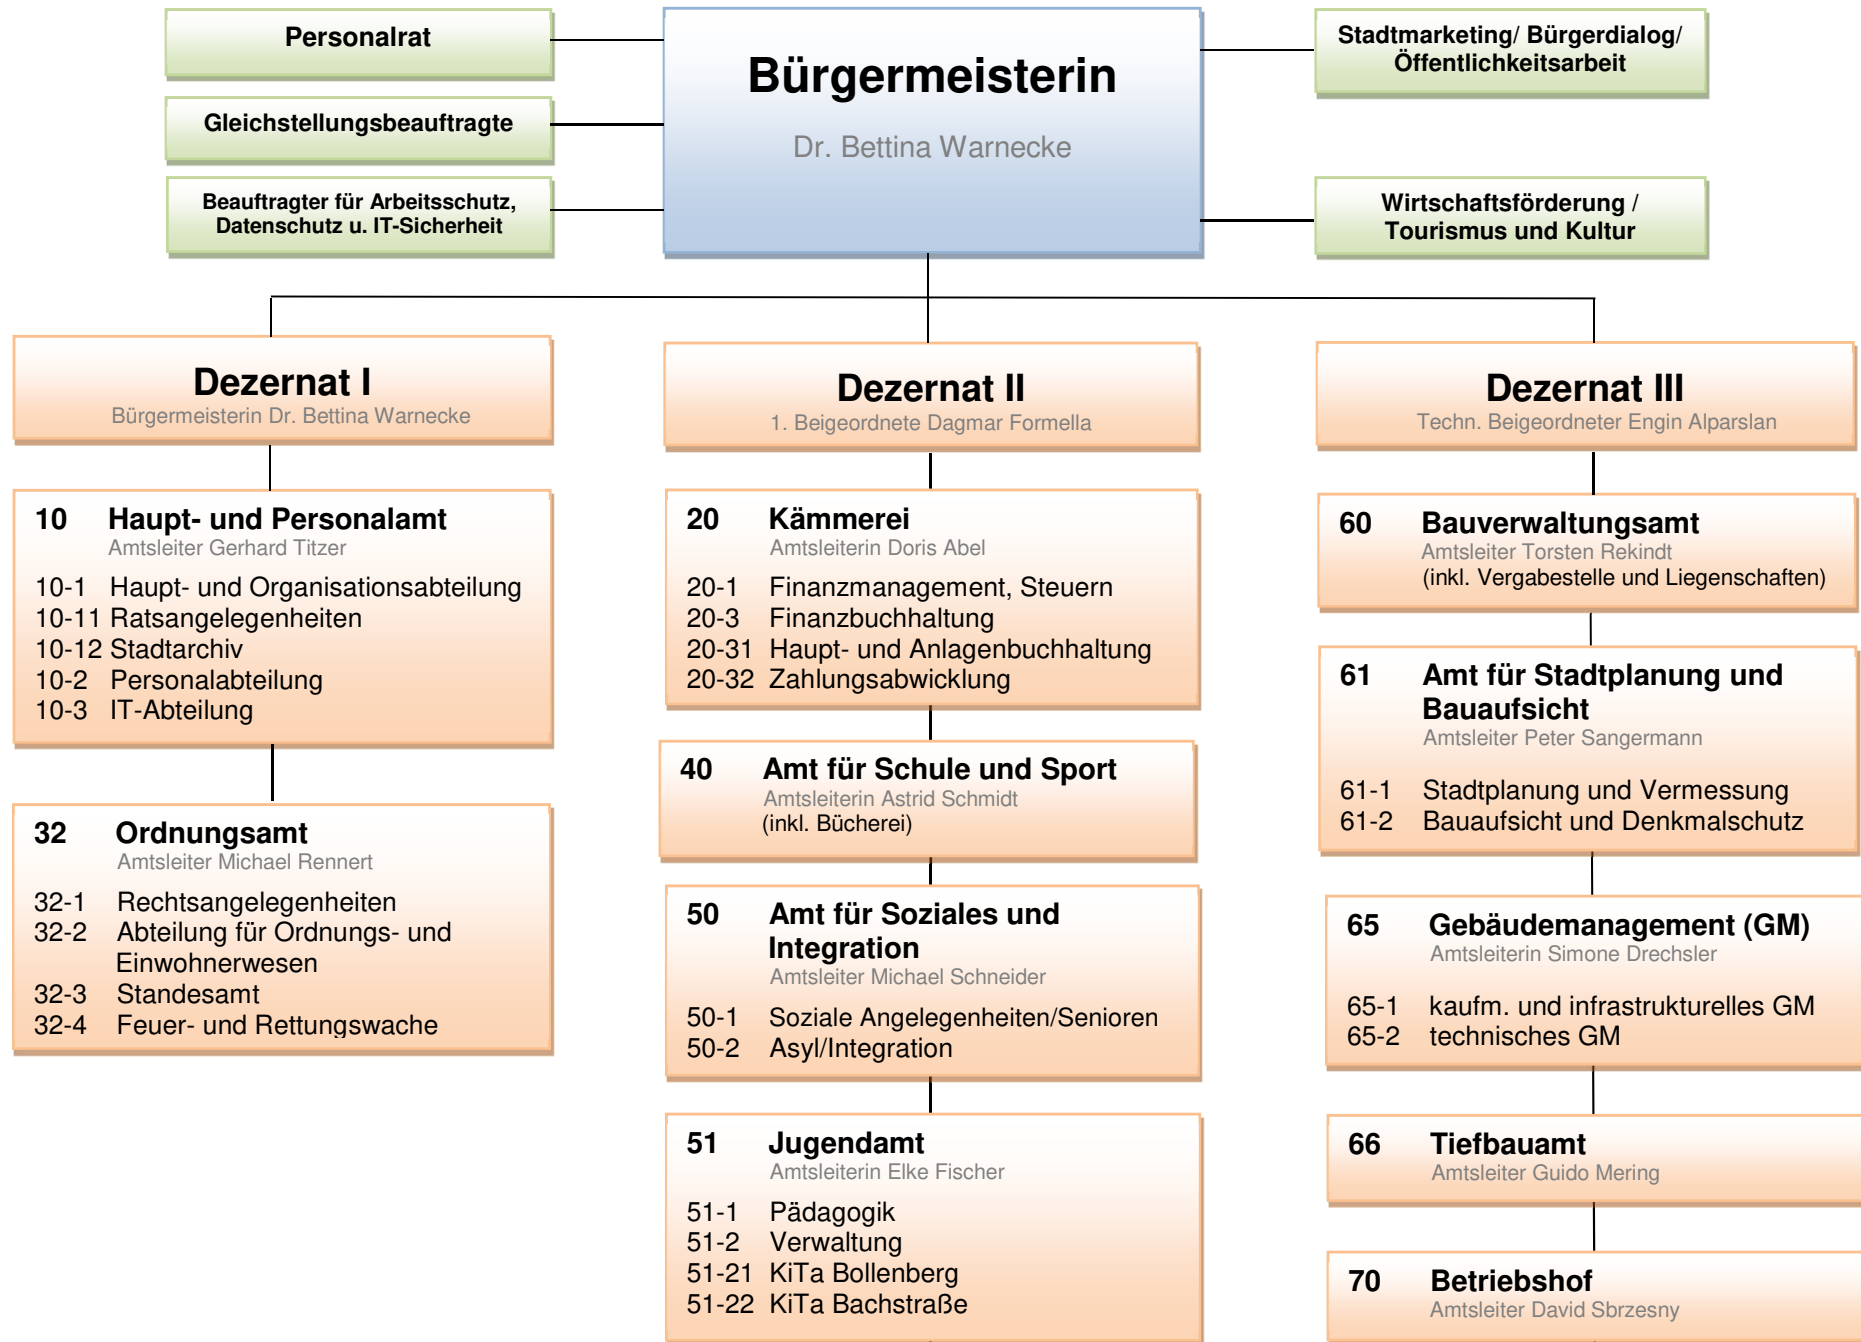 Personalrat
Gleichstellungsbeauftragte
Beauftragter für Arbeitsschutz,
Datenschutz u. IT-Sicherheit
Bürgermeisterin
Dr. Bettina Warnecke
Stadtmarketing/ Bürgerdialog/
Öffentlichkeitsarbeit
Wirtschaftsförderung /
Tourismus und Kultur
Dezernat I
Bürgermeisterin Dr. Bettina Warnecke
10 Haupt- und Personalamt
Amtsleiter Gerhard Titzer
10-1 Haupt- und Organisationsabteilung
10-11 Ratsangelegenheiten
10-12 Stadtarchiv
10-2 Personalabteilung
10-3 IT-Abteilung
32 Ordnungsamt
Amtsleiter Michael Rennert
32-1 Rechtsangelegenheiten
32-2 Abteilung für Ordnungs- und
Einwohnerwesen
32-3 Standesamt
32-4 Feuer- und Rettungswache
Dezernat II
1. Beigeordnete Dagmar Formella
20 Kämmerei
Amtsleiterin Doris Abel
20-1 Finanzmanagement, Steuern
20-3 Finanzbuchhaltung
20-31 Haupt- und Anlagenbuchhaltung
20-32 Zahlungsabwicklung
40 Amt für Schule und Sport
Amtsleiterin Astrid Schmidt
(inkl. Bücherei)
50 Amt für Soziales und
Integration
Amtsleiter Michael Schneider
50-1 Soziale Angelegenheiten/Senioren
50-2 Asyl/Integration
51 Jugendamt
Amtsleiterin Elke Fischer
51-1 Pädagogik
51-2 Verwaltung
51-21 KiTa Bollenberg
51-22 KiTa Bachstraße
Dezernat III
Techn. Beigeordneter Engin Alparslan
60 Bauverwaltungsamt
Amtsleiter Torsten Rekindt
(inkl. Vergabestelle und Liegenschaften)
61 Amt für Stadtplanung und
Bauaufsicht
Amtsleiter Peter Sangermann
61-1 Stadtplanung und Vermessung
61-2 Bauaufsicht und Denkmalschutz
65 Gebäudemanagement (GM)
Amtsleiterin Simone Drechsler
65-1 kaufm. und infrastrukturelles GM
65-2 technisches GM
66 Tiefbauamt
Amtsleiter Guido Mering
70 Betriebshof
Amtsleiter David Sbrzesny